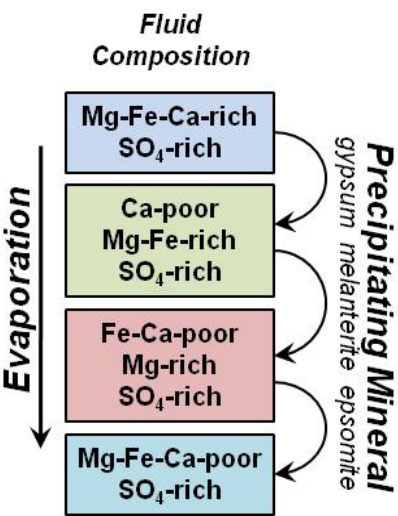 Fluid
Composition
Mg-Fe-Ca-rich
SO₄-rich
Ca-poor
Mg-Fe-rich
SO₄-rich
Fe-Ca-poor
Mg-rich
SO₄-rich
Mg-Fe-Ca-poor
SO₄-rich
Evaporation
Precipitating Mineral
gypsum melanterite epsomite